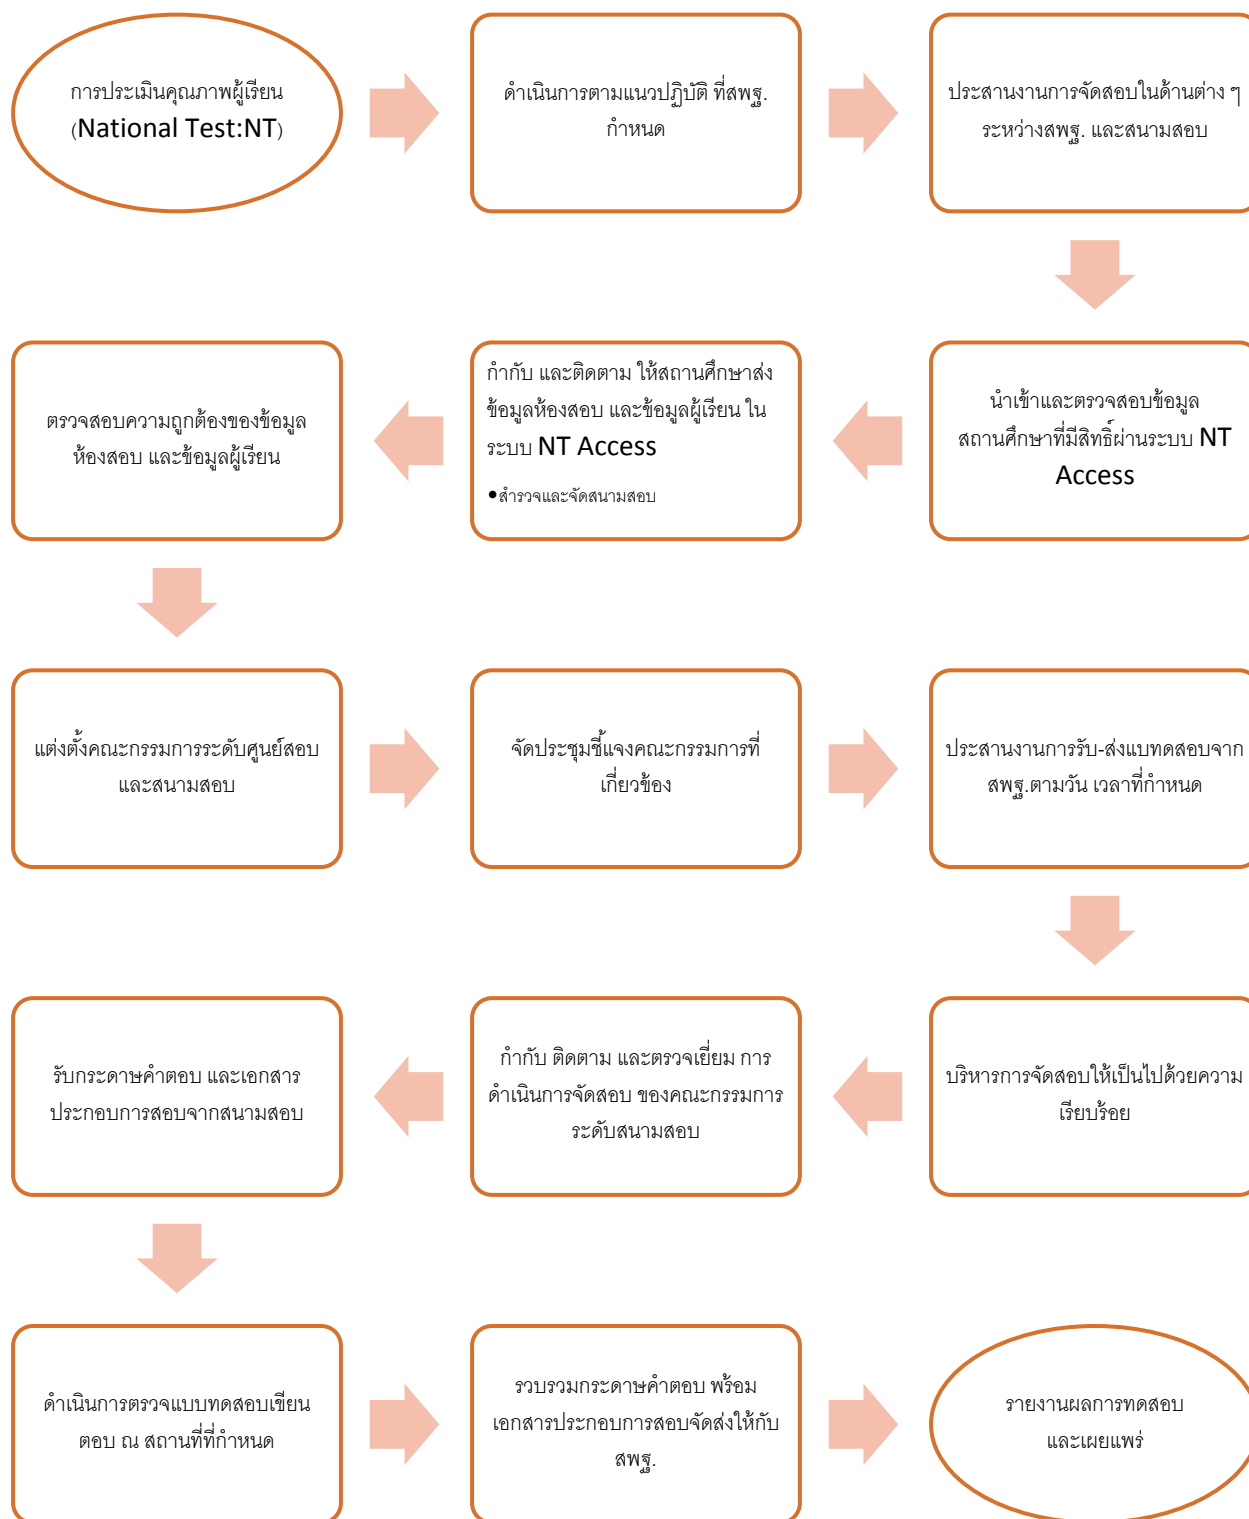 การประเมินคุณภาพผู้เรียน
(National Test:NT)
ดำเนินการตามแนวปฏิบัติ ที่สพฐ.
กำหนด
ประสานงานการจัดสอบในด้านต่าง ๆ
ระหว่างสพฐ. และสนามสอบ
นำเข้าและตรวจสอบข้อมูล
สถานศึกษาที่มีสิทธิ์ผ่านระบบ NT
Access
กำกับ และติดตาม ให้สถานศึกษาส่ง
ข้อมูลห้องสอบ และข้อมูลผู้เรียน ใน
ระบบ NT Access
•สำรวจและจัดสนามสอบ
ตรวจสอบความถูกต้องของข้อมูล
ห้องสอบ และข้อมูลผู้เรียน
แต่งตั้งคณะกรรมการระดับศูนย์สอบ
และสนามสอบ
จัดประชุมชี้แจงคณะกรรมการที่
เกี่ยวข้อง
ประสานงานการรับ-ส่งแบทดสอบจาก
สพฐ.ตามวัน เวลาที่กำหนด
บริหารการจัดสอบให้เป็นไปด้วยความ
เรียบร้อย
กำกับ ติดตาม และตรวจเยี่ยม การ
ดำเนินการจัดสอบ ของคณะกรรมการ
ระดับสนามสอบ
รับกระดาษคำตอบ และเอกสาร
ประกอบการสอบจากสนามสอบ
ดำเนินการตรวจแบบทดสอบเขียน
ตอบ ณ สถานที่ที่กำหนด
รวบรวมกระดาษคำตอบ พร้อม
เอกสารประกอบการสอบจัดส่งให้กับ
สพฐ.
รายงานผลการทดสอบ
และเผยแพร่